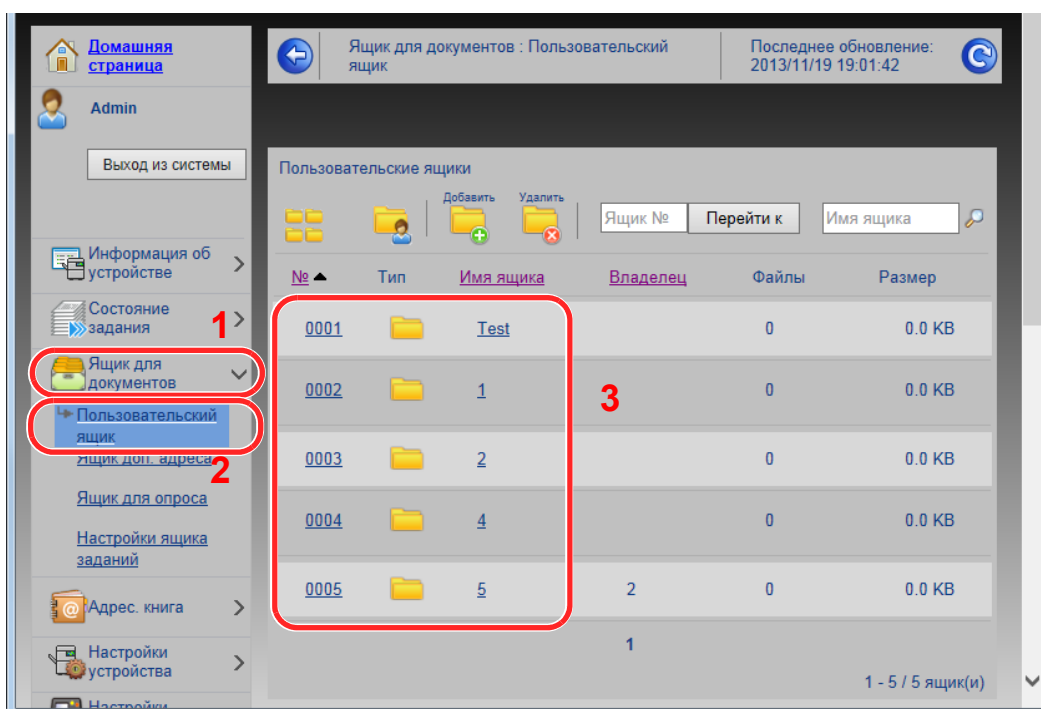 Домашняя
страница
Admin
Выход из системы
Информация об
устройстве
Состояние
задания
1
Ящик для
документов
Пользовательский
ящик
2
Ящик доп. адреса
Ящик для опроса
Настройки ящика
заданий
Адрес. книга
Настройки
устройства
Настройки
Ящик для документов : Пользовательский
ящик
Последнее обновление:
2013/11/19 19:01:42
Пользовательские ящики
Добавить Удалить
Ящик № Перейти к Имя ящика
№ Тип Имя ящика Владелец Файлы Размер
0001 Test 0 0.0 KB
0002 1 0 0.0 KB
3
0003 2 0 0.0 KB
0004 4 0 0.0 KB
0005 5 2 0 0.0 KB
1
1 - 5 / 5 ящик(и)